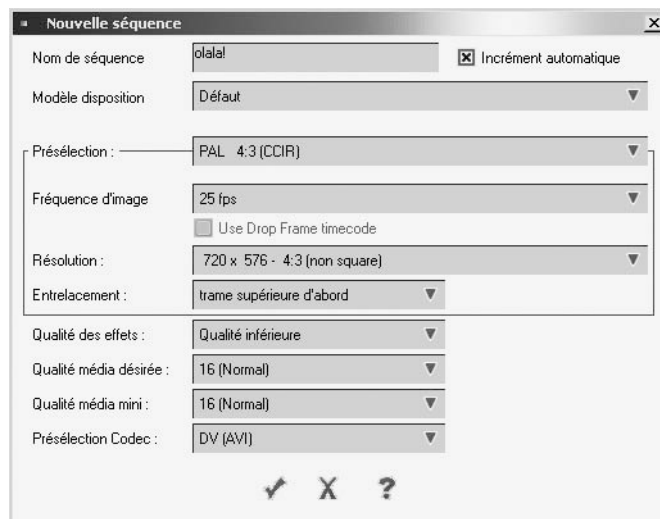 Nouvelle séquence
Nom de séquence olala! Incrément automatique
Modèle disposition Défaut
Présélection : PAL 4:3 (CCIR)
Fréquence d'image 25 fps
Use Drop Frame timecode
Résolution : 720 x 576 - 4:3 (non square)
Entrelacement : trame supérieure d'abord
Qualité des effets : Qualité inférieure
Qualité média désirée : 16 (Normal)
Qualité média mini : 16 (Normal)
Présélection Codec : DV (AVI)